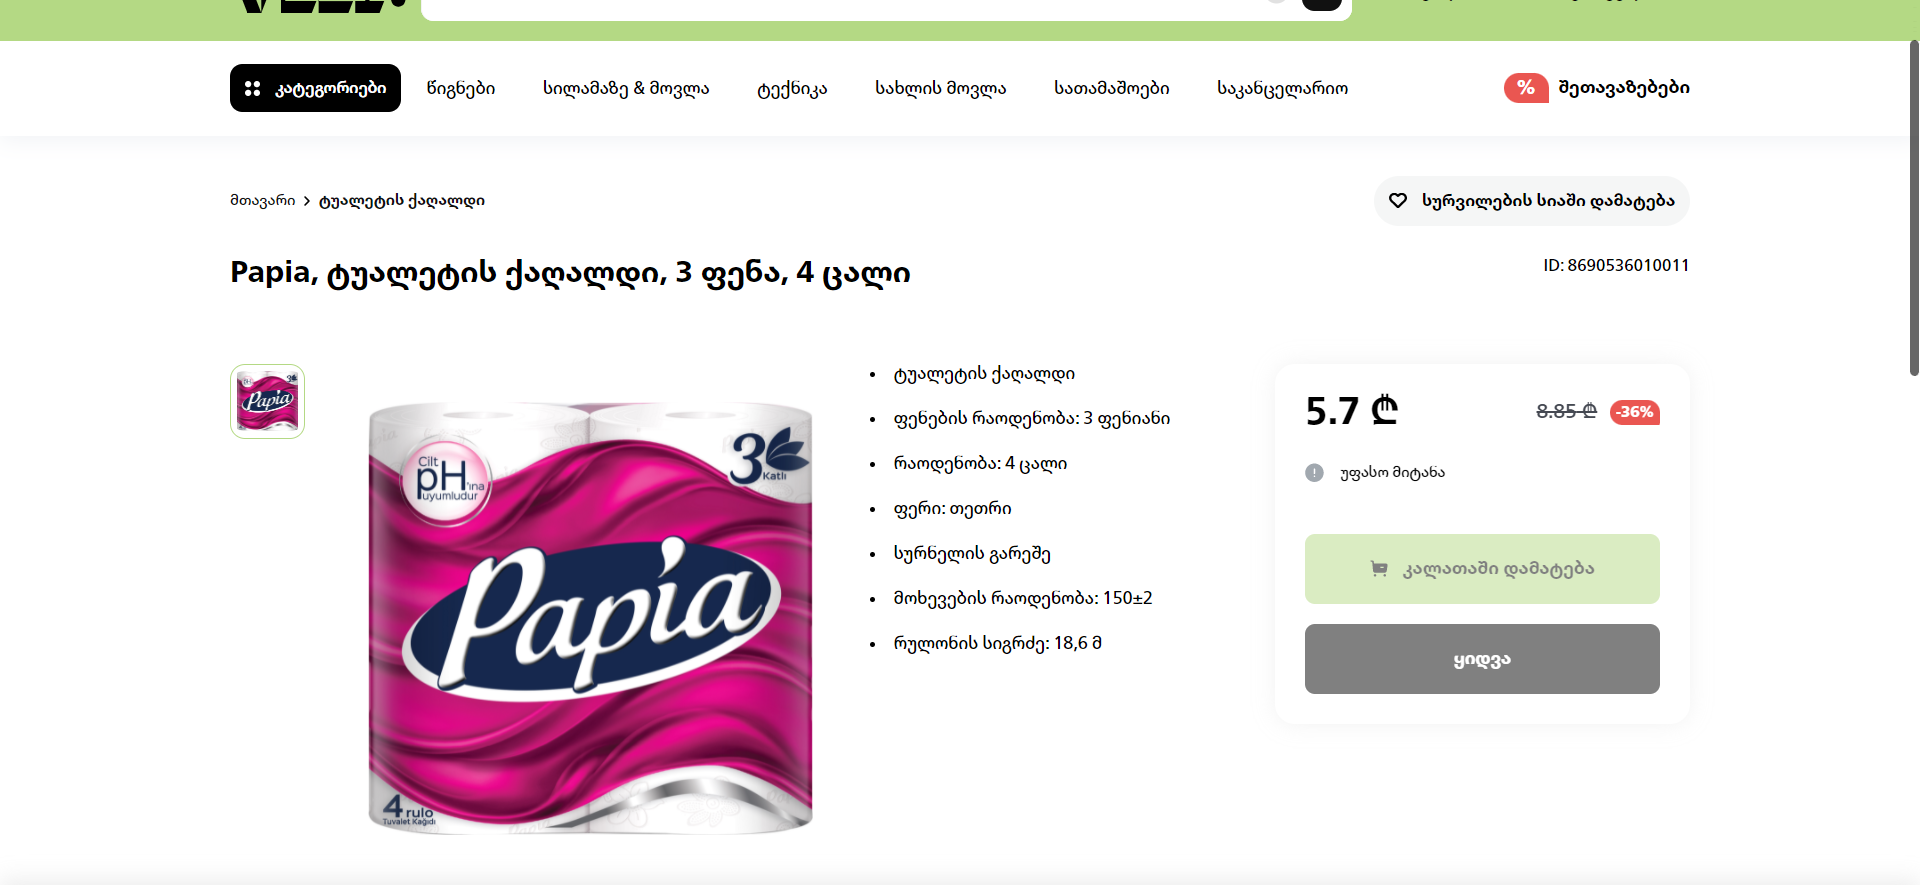 კატეგორიები
წიგნები
სილამაზე & მოვლა
ტექნიკა
სახლის მოვლა
სათამაშოები
საკანცელარიო
%
შეთავაზებები
მთავარი > ტუალეტის ქაღალდი
სურვილების სიაში დამატება
Papia, ტუალეტის ქაღალდი, 3 ფენა, 4 ცალი
ID: 8690536010011
Papia
Cilt
pH'ına
uyumludur
3
Katlı
Papia
4 rulo
Tuvalet Kağıdı
• ტუალეტის ქაღალდი
• ფენების რაოდენობა: 3 ფენიანი
• რაოდენობა: 4 ცალი
• ფერი: თეთრი
• სურნელის გარეშე
• მოხევების რაოდენობა: 150±2
• რულონის სიგრძე: 18,6 მ
5.7 ₾
8.85 ₾
-36%
უფასო მიტანა
კალათაში დამატება
ყიდვა